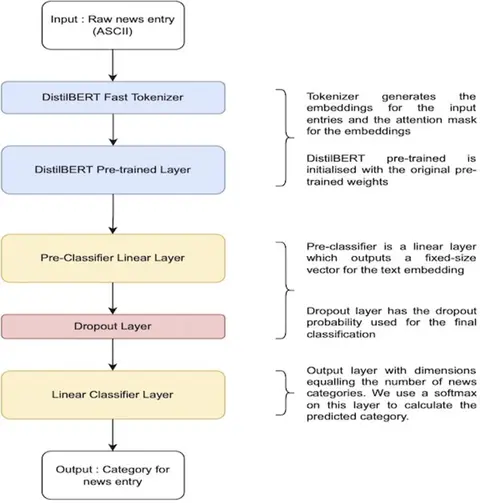 Input : Raw news entry
(ASCII)
DistilBERT Fast Tokenizer
Tokenizer generates the
embeddings for the input
entries and the attention mask
for the embeddings
DistilBERT Pre-trained Layer
DistilBERT pre-trained is
initialised with the original pre-
trained weights
Pre-Classifier Linear Layer
Pre-classifier is a linear layer
which outputs a fixed-size
vector for the text embedding
Dropout Layer
Dropout layer has the dropout
probability used for the final
classification
Linear Classifier Layer
Output layer with dimensions
equalling the number of news
categories. We use a softmax
on this layer to calculate the
predicted category.
Output : Category for
news entry